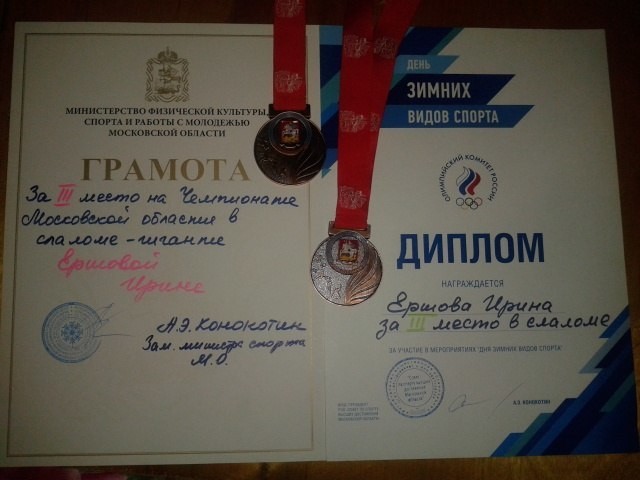 МИНИСТЕРСТВО ФИЗИЧЕСКОЙ КУЛЬТУРЫ,
СПОРТА И РАБОТЫ С МОЛОДЕЖЬЮ
МОСКОВСКОЙ ОБЛАСТИ
ГРАМОТА
За III место на Чемпионате
Московской области в
слаломе-гиганте
Ершовой
Ирине
А.Э. Конокотин
Зам. министра спорта
М.О.
ДЕНЬ
ЗИМНИХ
ВИДОВ СПОРТА
ОЛИМПИЙСКИЙ КОМИТЕТ РОССИИ
ДИПЛОМ
НАГРАЖДАЕТСЯ
Ершова Ирина
за III место в слаломе
ЗА УЧАСТИЕ В МЕРОПРИЯТИЯХ "ДНЯ ЗИМНИХ ВИДОВ СПОРТА"
А.Э. КОНОКОТИН